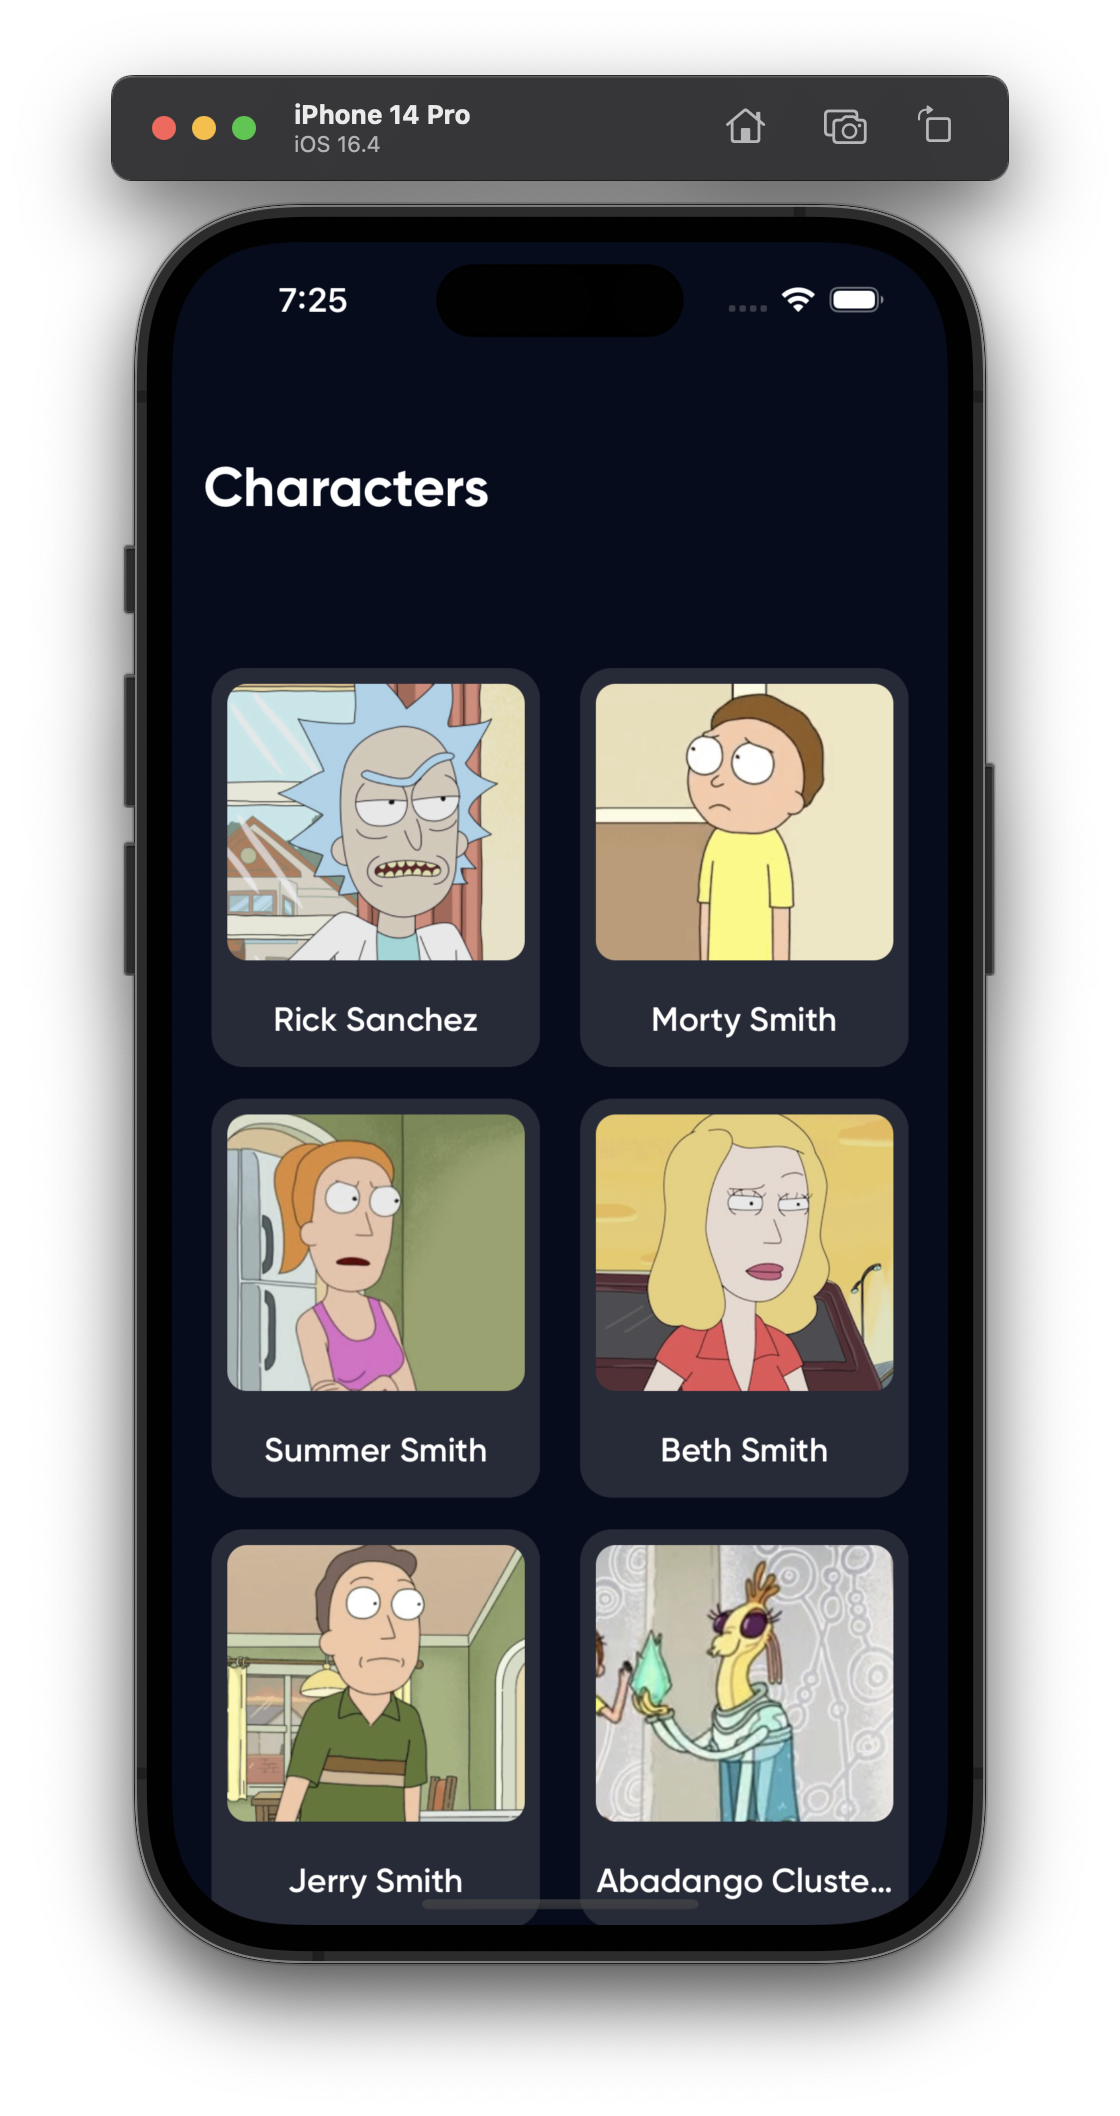 iPhone 14 Pro
iOS 16.4
7:25
Characters
Rick Sanchez
Morty Smith
Summer Smith
Beth Smith
Jerry Smith
Abadango Cluste...